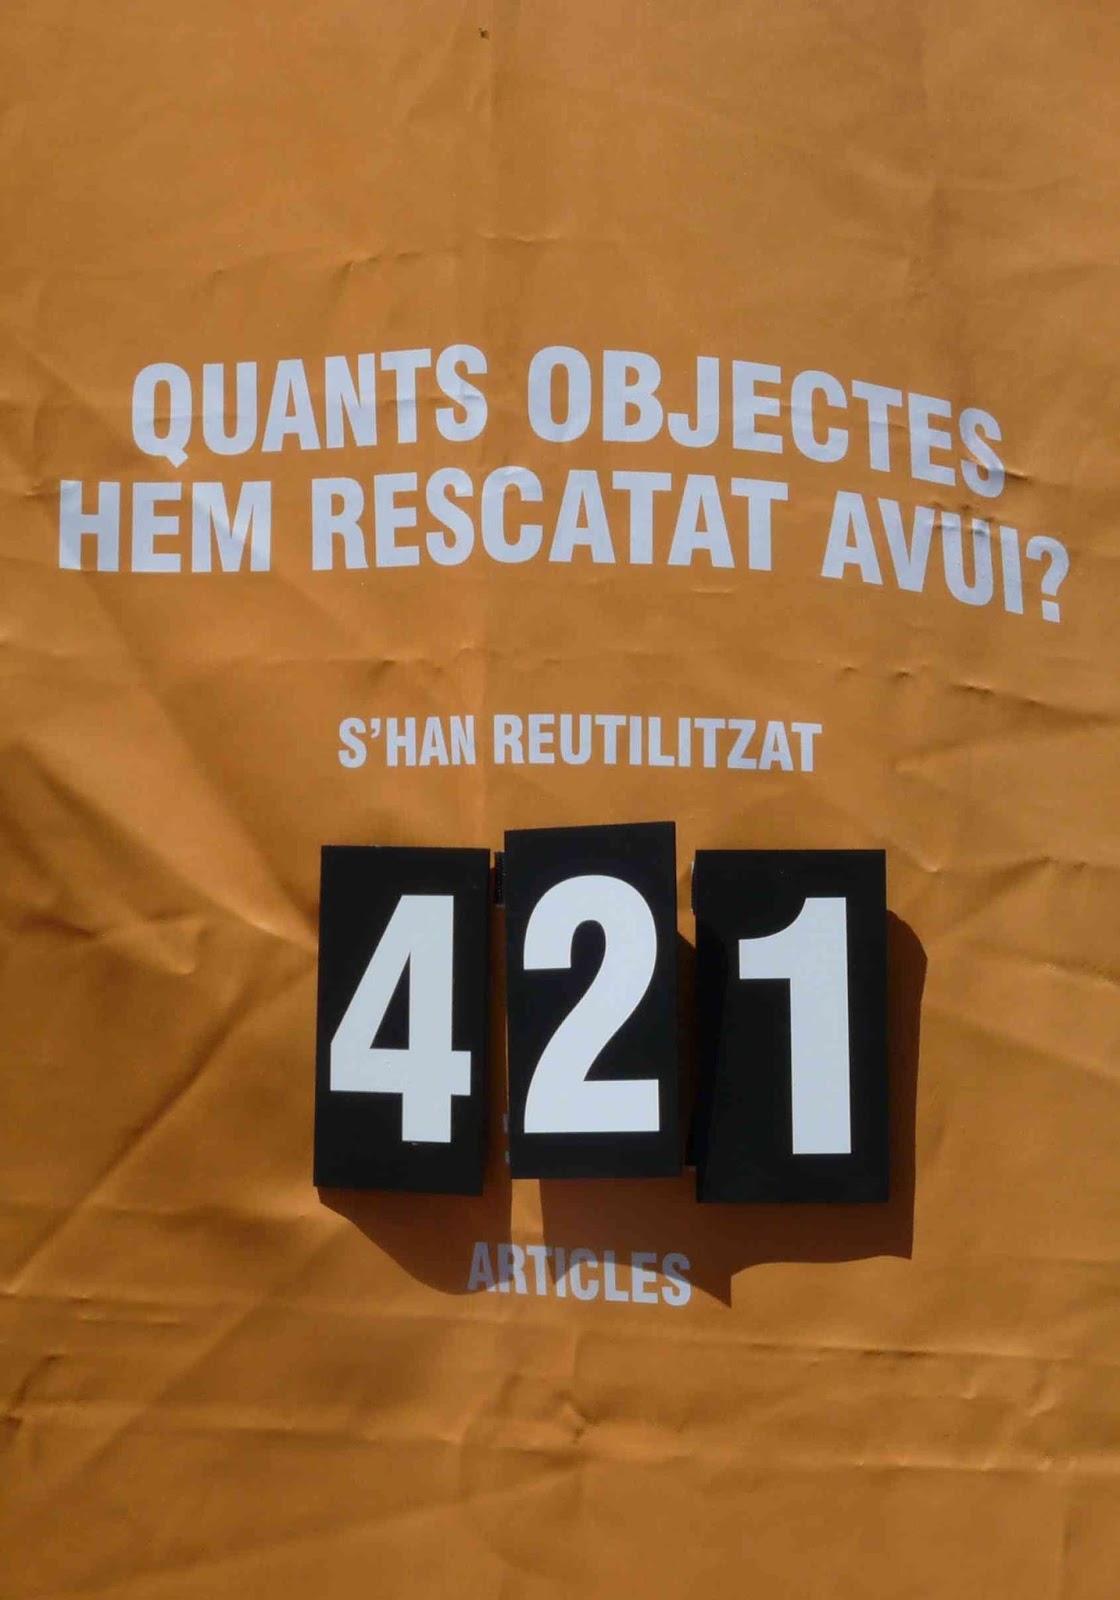 QUANTS OBJECTES
HEM RESCATAT AVUI?
S'HAN REUTILITZAT
421
ARTICLES